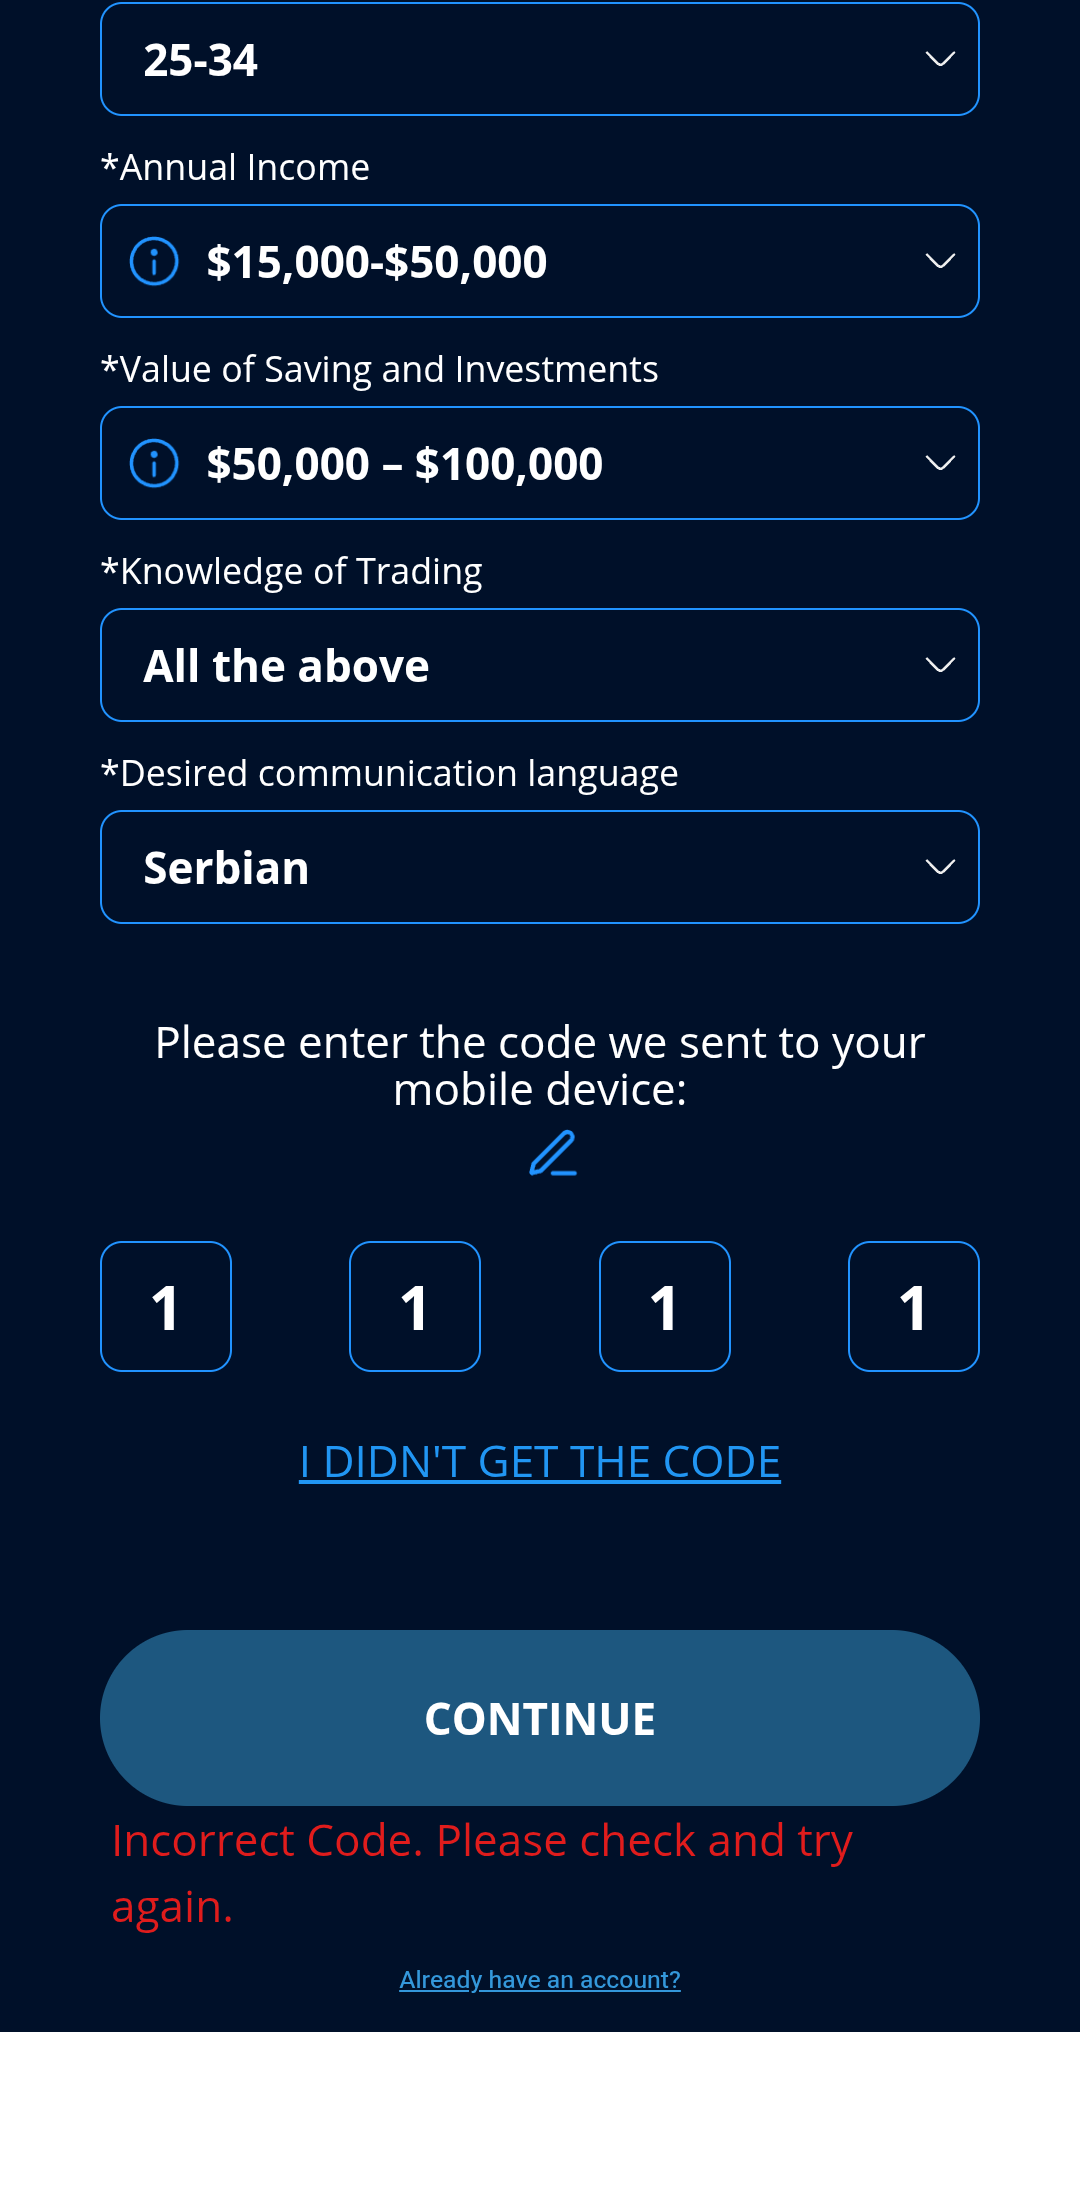 25-34
*Annual Income
$15,000-$50,000
*Value of Saving and Investments
$50,000 – $100,000
*Knowledge of Trading
All the above
*Desired communication language
Serbian
Please enter the code we sent to your
mobile device:
1 1 1 1
I DIDN'T GET THE CODE
CONTINUE
Incorrect Code. Please check and try
again.
Already have an account?